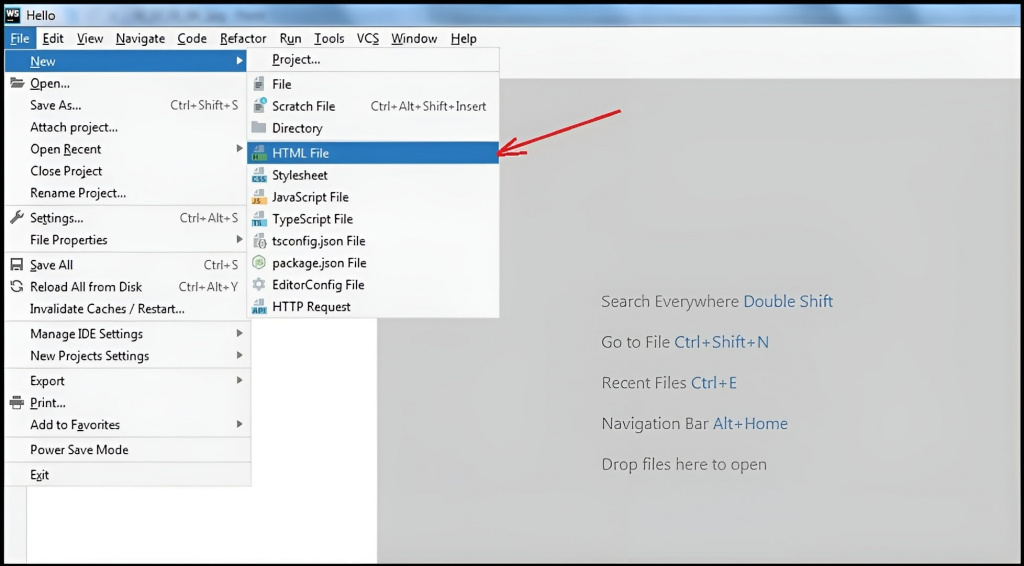 WS Hello
File Edit View Navigate Code Refactor Run Tools VCS Window Help
New
Open...
Save As... Ctrl+Shift+S
Attach project...
Open Recent
Close Project
Rename Project...
Settings... Ctrl+Alt+S
File Properties
Save All Ctrl+S
Reload All from Disk Ctrl+Alt+Y
Invalidate Caches / Restart...
Manage IDE Settings
New Projects Settings
Export
Print...
Add to Favorites
Power Save Mode
Exit
Project...
File
Scratch File Ctrl+Alt+Shift+Insert
Directory
HTML File
CSS Stylesheet
JS JavaScript File
TS TypeScript File
tsconfig.json File
package.json File
EditorConfig File
API HTTP Request
Search Everywhere Double Shift
Go to File Ctrl+Shift+N
Recent Files Ctrl+E
Navigation Bar Alt+Home
Drop files here to open